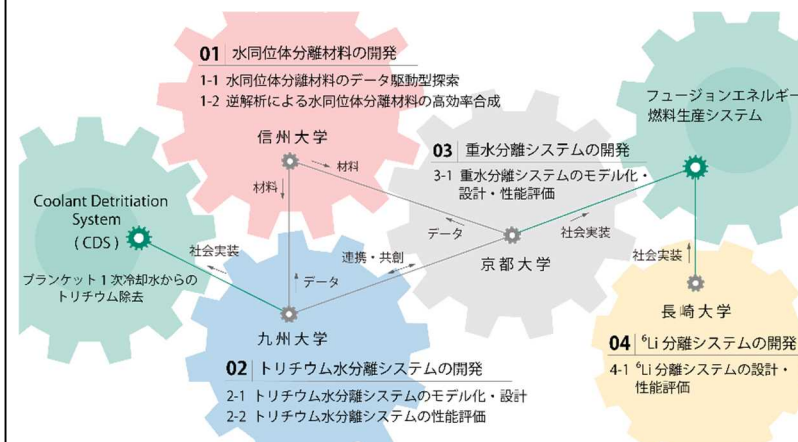 01 水同位体分離材料の開発
1-1 水同位体分離材料のデータ駆動型探索
1-2 逆解析による水同位体分離材料の高効率合成
信州大学
材料
材料
データ
Coolant Detritiation
System
(CDS)
ブランケット1次冷却水からの
トリチウム除去
社会実装
九州大学
02 トリチウム水分離システムの開発
2-1 トリチウム水分離システムのモデル化・設計
2-2 トリチウム水分離システムの性能評価
連携・共創
03 重水分離システムの開発
3-1 重水分離システムのモデル化・
設計・性能評価
データ
京都大学
社会実装
フュージョンエネルギー
燃料生産システム
社会実装
長崎大学
04 ⁶Li 分離システムの開発
4-1 ⁶Li 分離システムの設計・
性能評価